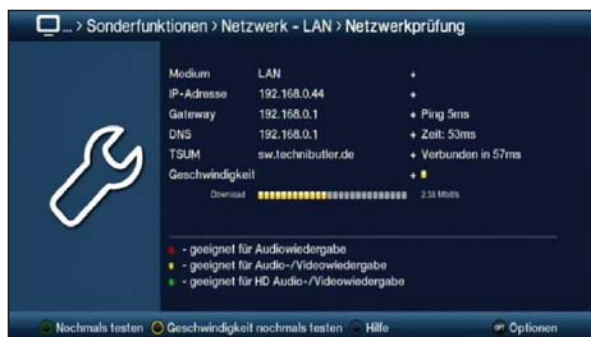 ... > Sonderfunktionen > Netzwerk - LAN > Netzwerkprüfung
Medium LAN +
IP-Adresse 192.168.0.44 +
Gateway 192.168.0.1 + Ping 5ms
DNS 192.168.0.1 + Zeit: 53ms
TSUM sw.technibutler.de + Verbunden in 57ms
Geschwindigkeit +
Download 2.38 Mbit/s
- geeignet für Audiowiedergabe
- geeignet für Audio-/Videowiedergabe
- geeignet für HD Audio-/Videowiedergabe
Nochmals testen Geschwindigkeit nochmals testen Hilfe Optionen